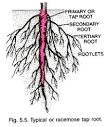 PRIMARY OR
TAP ROOT
SECONDARY
ROOT
TERTIARY
ROOT
ROOTLETS
Fig. 5.5. Typical or racemose tap root.